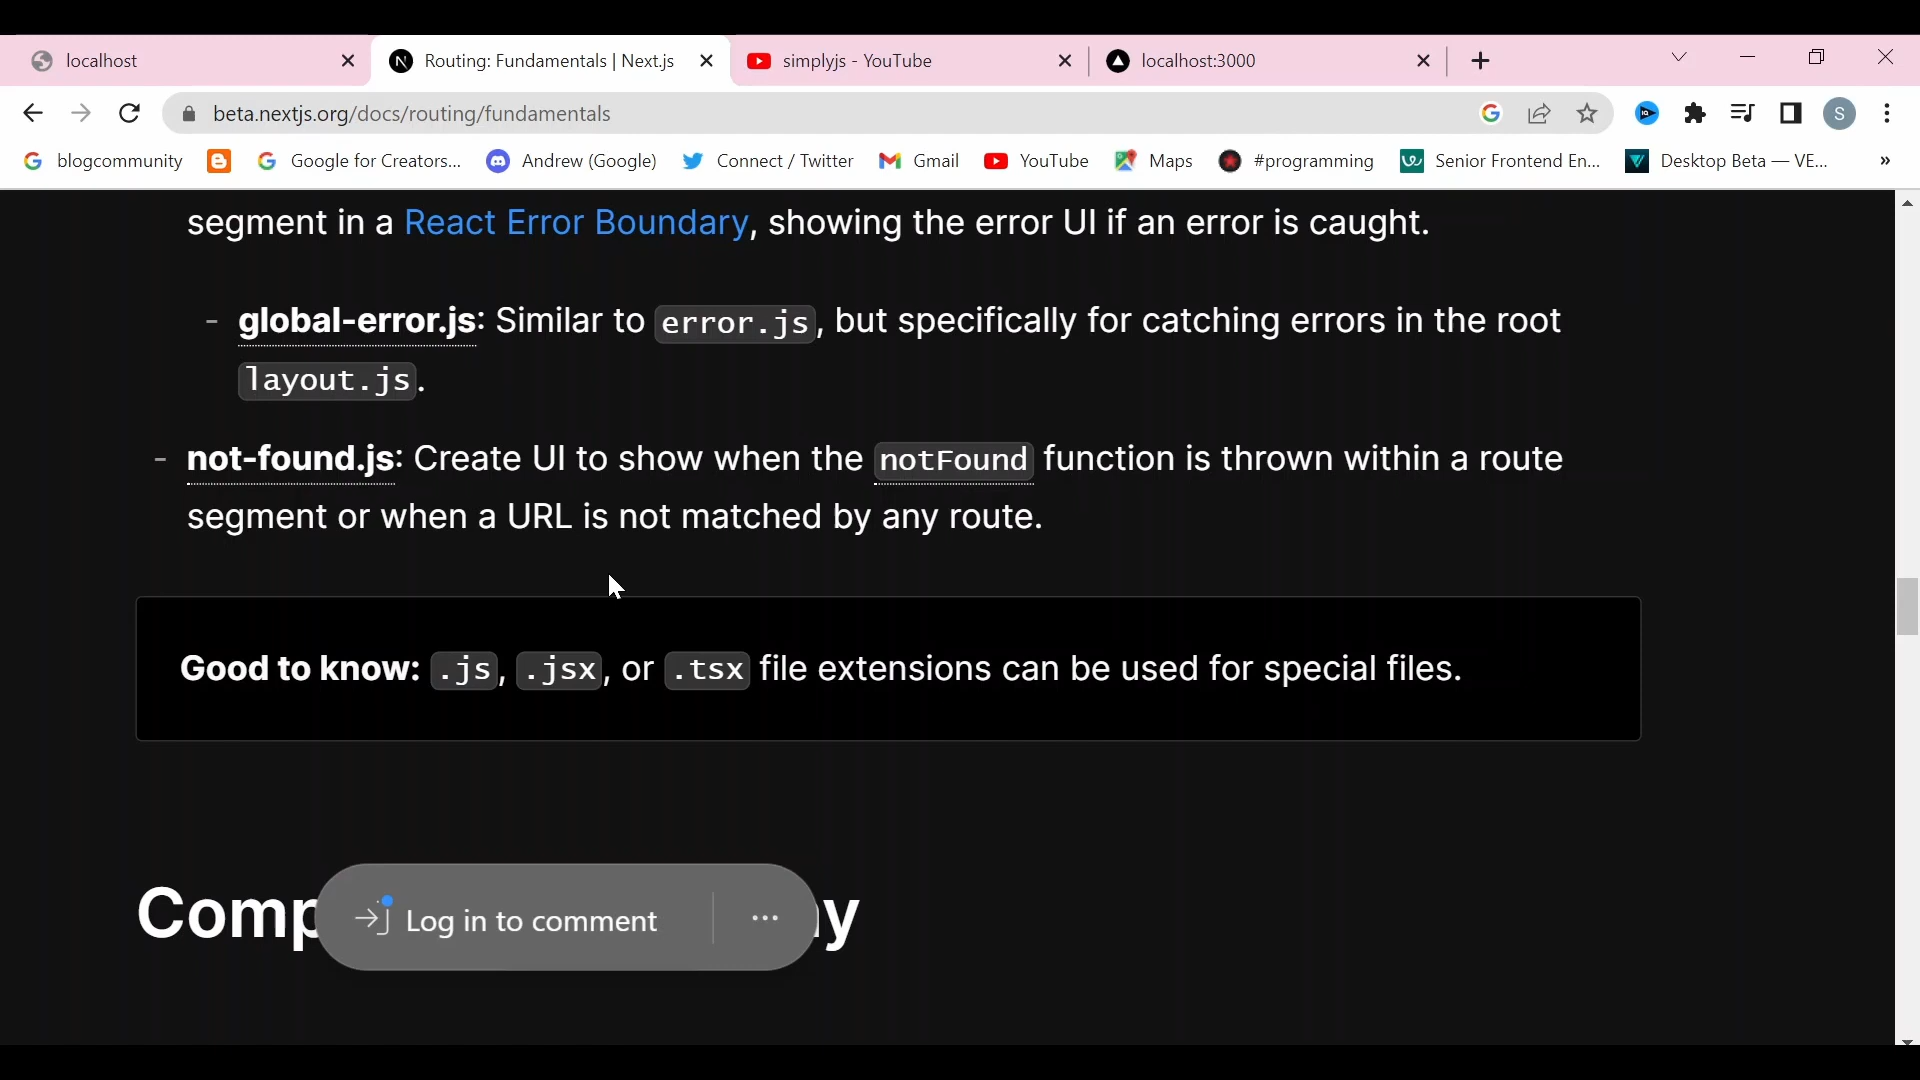 localhost
Routing: Fundamentals | Next.js
simplyjs - YouTube
localhost:3000
beta.nextjs.org/docs/routing/fundamentals
S
blogcommunity
Google for Creators...
Andrew (Google)
Connect / Twitter
Gmail
YouTube
Maps
#programming
Senior Frontend En...
Desktop Beta — VE...
»
segment in a React Error Boundary, showing the error UI if an error is caught.
- global-error.js: Similar to error.js, but specifically for catching errors in the root
layout.js.
- not-found.js: Create UI to show when the notFound function is thrown within a route
segment or when a URL is not matched by any route.
Good to know: .js, .jsx, or .tsx file extensions can be used for special files.
Log in to comment